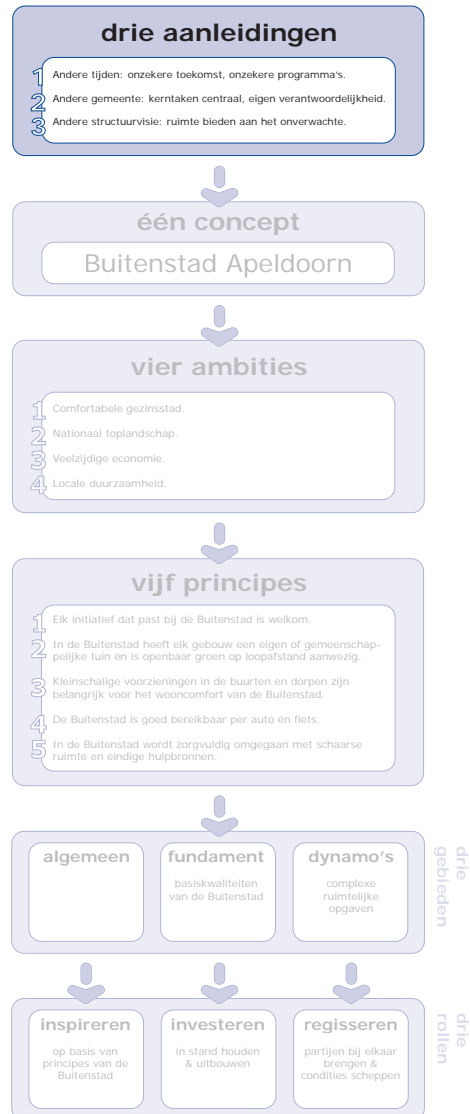 drie aanleidingen
1 Andere tijden: onzekere toekomst, onzekere programma's.
2 Andere gemeente: kerntaken centraal, eigen verantwoordelijkheid.
3 Andere structuurvisie: ruimte bieden aan het onverwachte.
één concept
Buitenstad Apeldoorn
vier ambities
1 Comfortabele gezinsstad.
2 Nationaal toplandschap.
3 Veelzijdige economie.
4 Locale duurzaamheid.
vijf principes
1 Elk initiatief dat past bij de Buitenstad is welkom.
2 In de Buitenstad heeft elk gebouw een eigen of gemeenschap-
pelijke tuin én is openbaar groen op loopafstand aanwezig.
3 Kleinschalige voorzieningen in de buurten en dorpen zijn
belangrijk voor het wooncomfort van de Buitenstad.
4 De Buitenstad is goed bereikbaar per auto én fiets.
5 In de Buitenstad wordt zorgvuldig omgegaan met schaarse
ruimte en eindige hulpbronnen.
algemeen
fundament
basiskwaliteiten
van de Buitenstad
dynamo's
complexe
ruimtelijke
opgaven
drie
gebieden
inspireren
op basis van
principes van de
Buitenstad
investeren
in stand houden
& uitbouwen
regisseren
partijen bij elkaar
brengen &
condities scheppen
drie
rollen